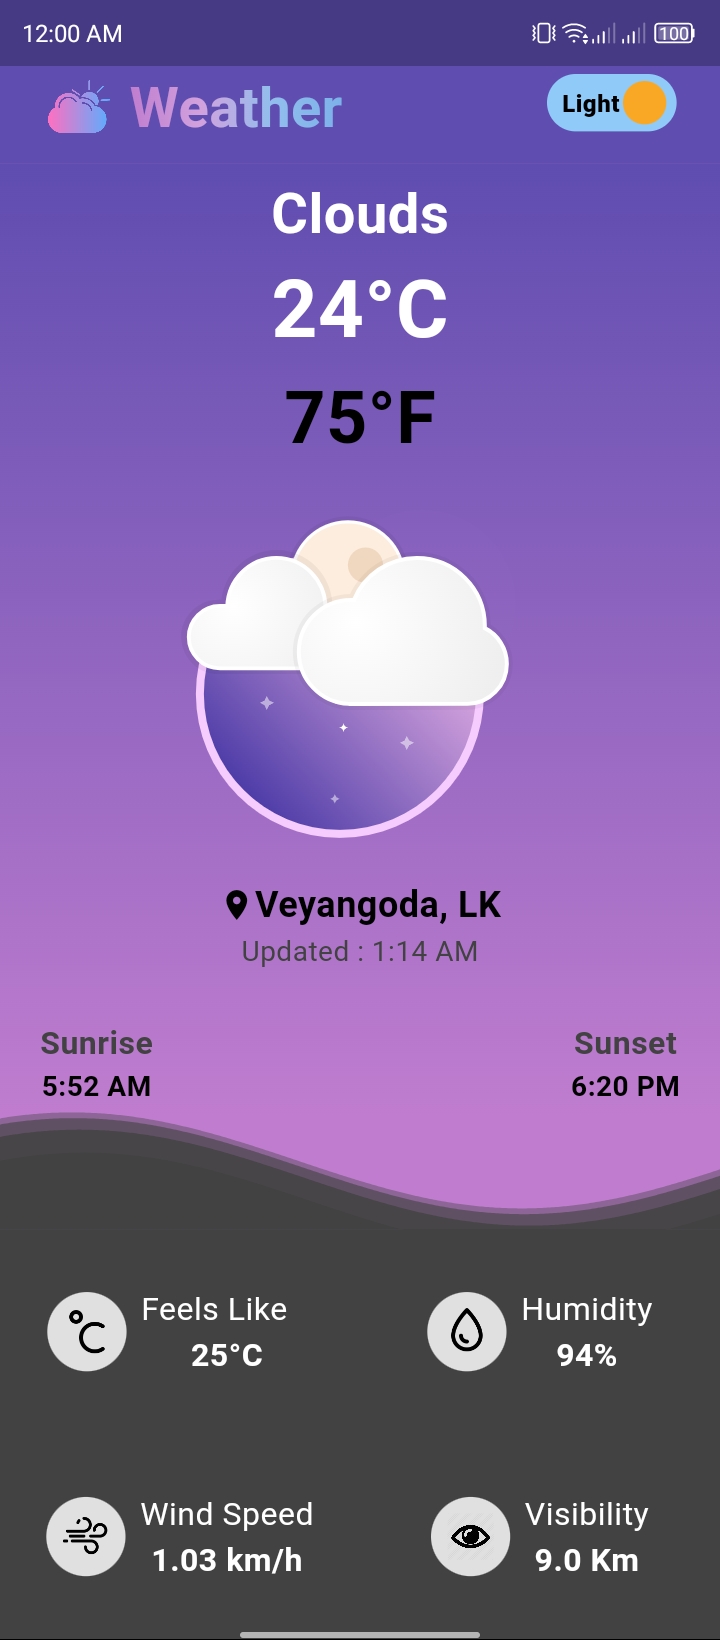 12:00 AM 100
Weather Light
Clouds
24°C
75°F
Veyangoda, LK
Updated : 1:14 AM
Sunrise Sunset
5:52 AM 6:20 PM
Feels Like Humidity
25°C 94%
Wind Speed Visibility
1.03 km/h 9.0 Km